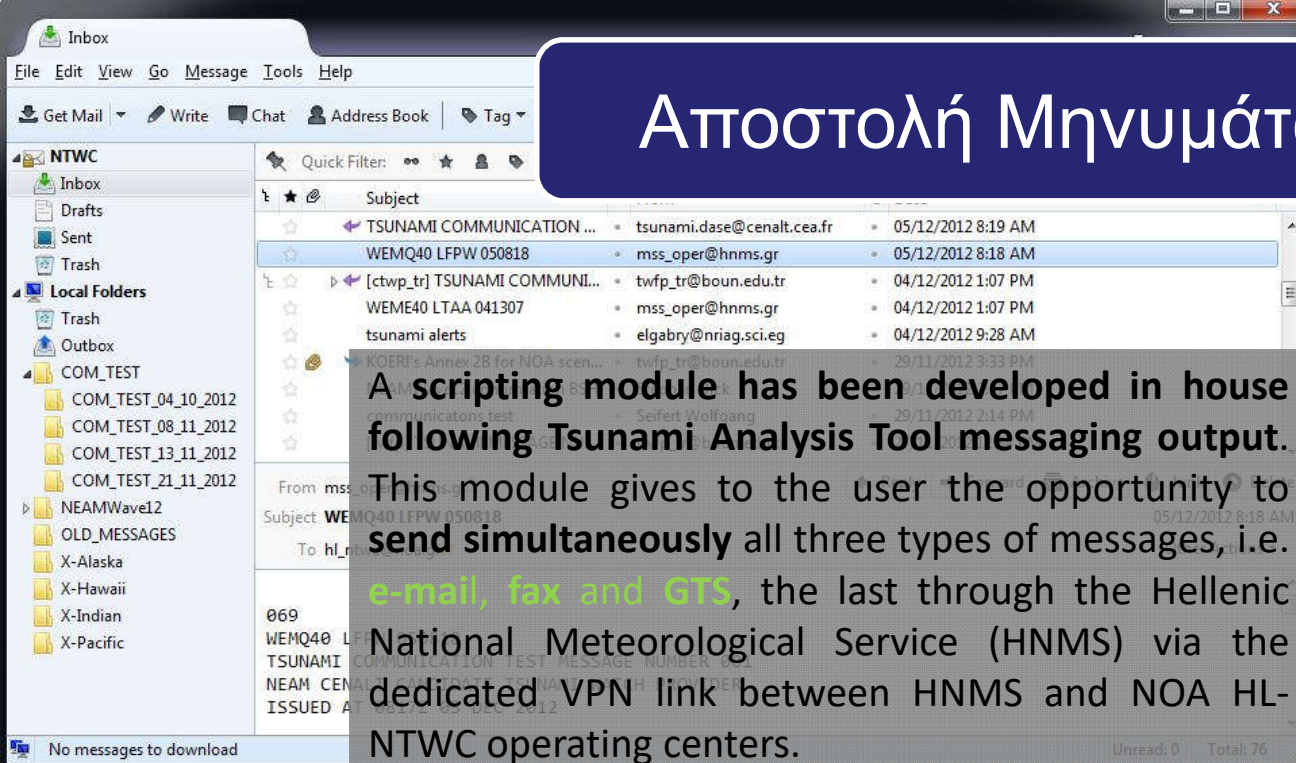 Inbox
Αποστολή Μηνυμάτ
File Edit View Go Message Tools Help
Get Mail Write Chat Address Book Tag
NTWC
Inbox
Drafts
Sent
Trash
Local Folders
Trash
Outbox
COM_TEST
COM_TEST_04_10_2012
COM_TEST_08_11_2012
COM_TEST_13_11_2012
COM_TEST_21_11_2012
NEAMWave12
OLD_MESSAGES
X-Alaska
X-Hawaii
X-Indian
X-Pacific
Quick Filter:
Subject
TSUNAMI COMMUNICATION ... tsunami.dase@cenalt.cea.fr 05/12/2012 8:19 AM
WEMQ40 LFPW 050818 mss_oper@hnms.gr 05/12/2012 8:18 AM
[ctwp_tr] TSUNAMI COMMUNI... twfp_tr@boun.edu.tr 04/12/2012 1:07 PM
WEME40 LTAA 041307 mss_oper@hnms.gr 04/12/2012 1:07 PM
tsunami alerts elgabry@nriag.sci.eg 04/12/2012 9:28 AM
KOERI's Annex 2B for NOA scen... twfp_tr@boun.edu.tr 29/11/2012 3:33 PM
communicatons test Seifert Wolfgang 29/11/2012 2:14 PM
A scripting module has been developed in house
following Tsunami Analysis Tool messaging output.
This module gives to the user the opportunity to
send simultaneously all three types of messages, i.e.
e-mail, fax and GTS, the last through the Hellenic
National Meteorological Service (HNMS) via the
dedicated VPN link between HNMS and NOA HL-
NTWC operating centers.
From
Subject WEMQ40 LFPW 050818
05/12/2012 8:18 AM
To
069
WEMQ40
TSUNAMI COMMUNICATION TEST MESSAGE NUMBER 001
NEAM CENALT CANDIDATE TSUNAMI WATCH PROVIDER
ISSUED AT 0817Z 05 DEC 2012
No messages to download
Unread: 0 Total: 76